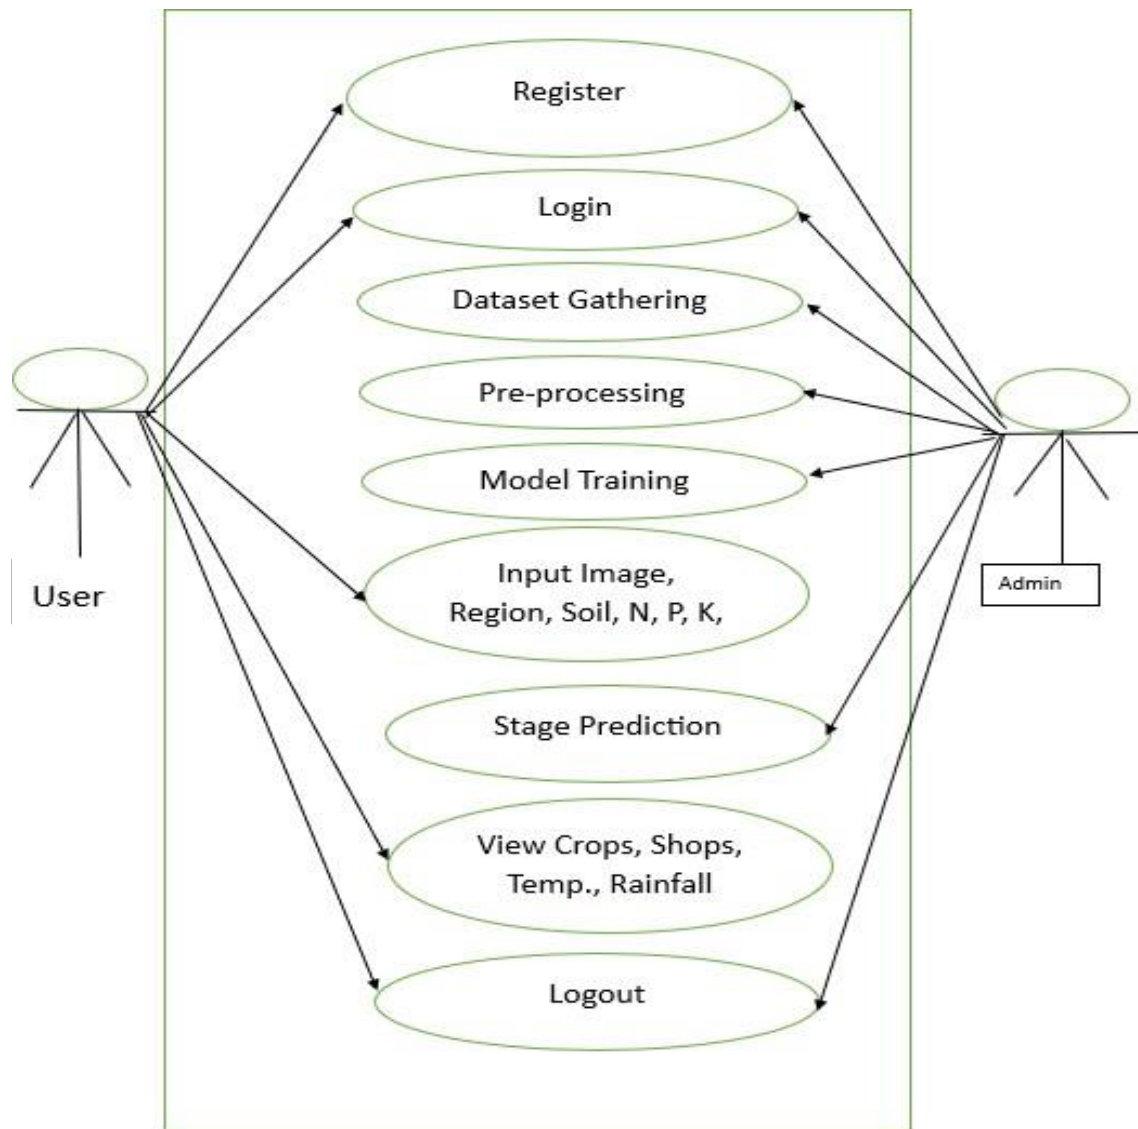 Register
Login
Dataset Gathering
Pre-processing
Model Training
Input Image,
Region, Soil, N, P, K,
User
Admin
Stage Prediction
View Crops, Shops,
Temp., Rainfall
Logout